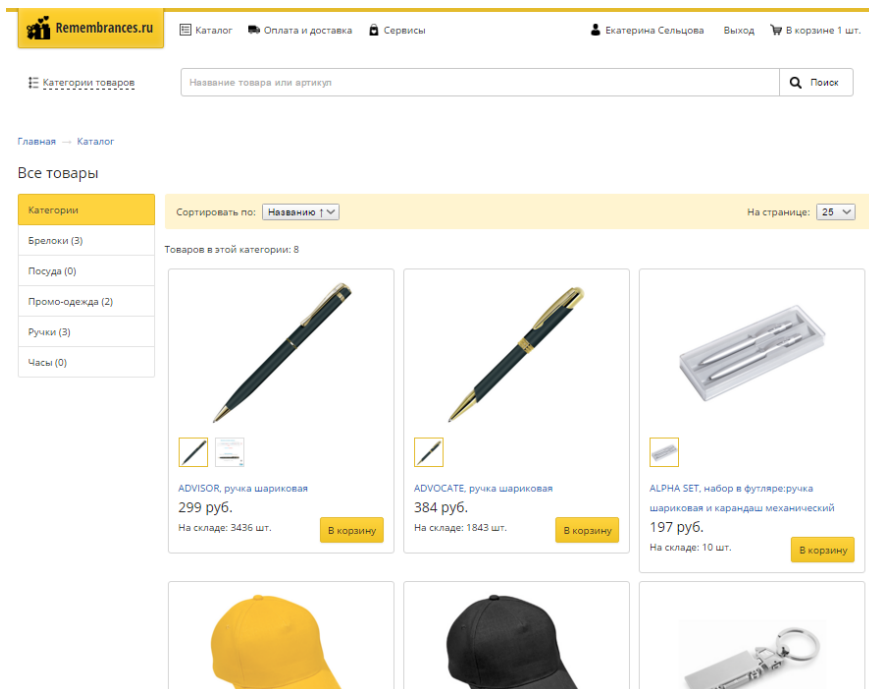 Remembrances.ru
Каталог
Оплата и доставка
Сервисы
Екатерина Сельцова
Выход
В корзине 1 шт.
Категории товаров
Название товара или артикул
Поиск
Главная → Каталог
Все товары
Категории
Брелоки (3)
Посуда (0)
Промо-одежда (2)
Ручки (3)
Часы (0)
Сортировать по: Названию ↑
На странице: 25
Товаров в этой категории: 8
ADVISOR, ручка шариковая
299 руб.
На складе: 3436 шт.
В корзину
ADVOCATE, ручка шариковая
384 руб.
На складе: 1843 шт.
В корзину
ALPHA SET, набор в футляре:ручка
шариковая и карандаш механический
197 руб.
На складе: 10 шт.
В корзину